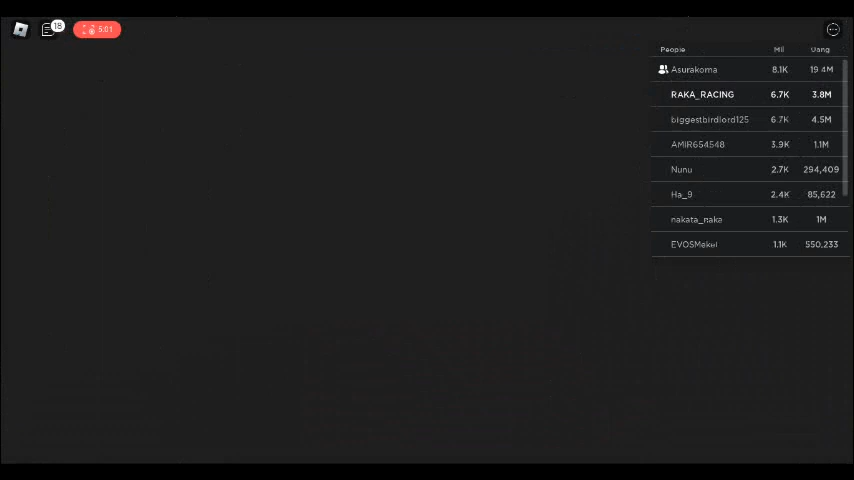 18
5:01
People Mil Uang
Asurakoma 8.1K 19.4M
RAKA_RACING 6.7K 3.8M
biggestbirdlord125 6.7K 4.5M
AMIR654548 3.9K 1.1M
Nunu 2.7K 294,409
Ha_9 2.4K 85,622
nakata_naka 1.3K 1M
EVOSMekel 1.1K 550,233